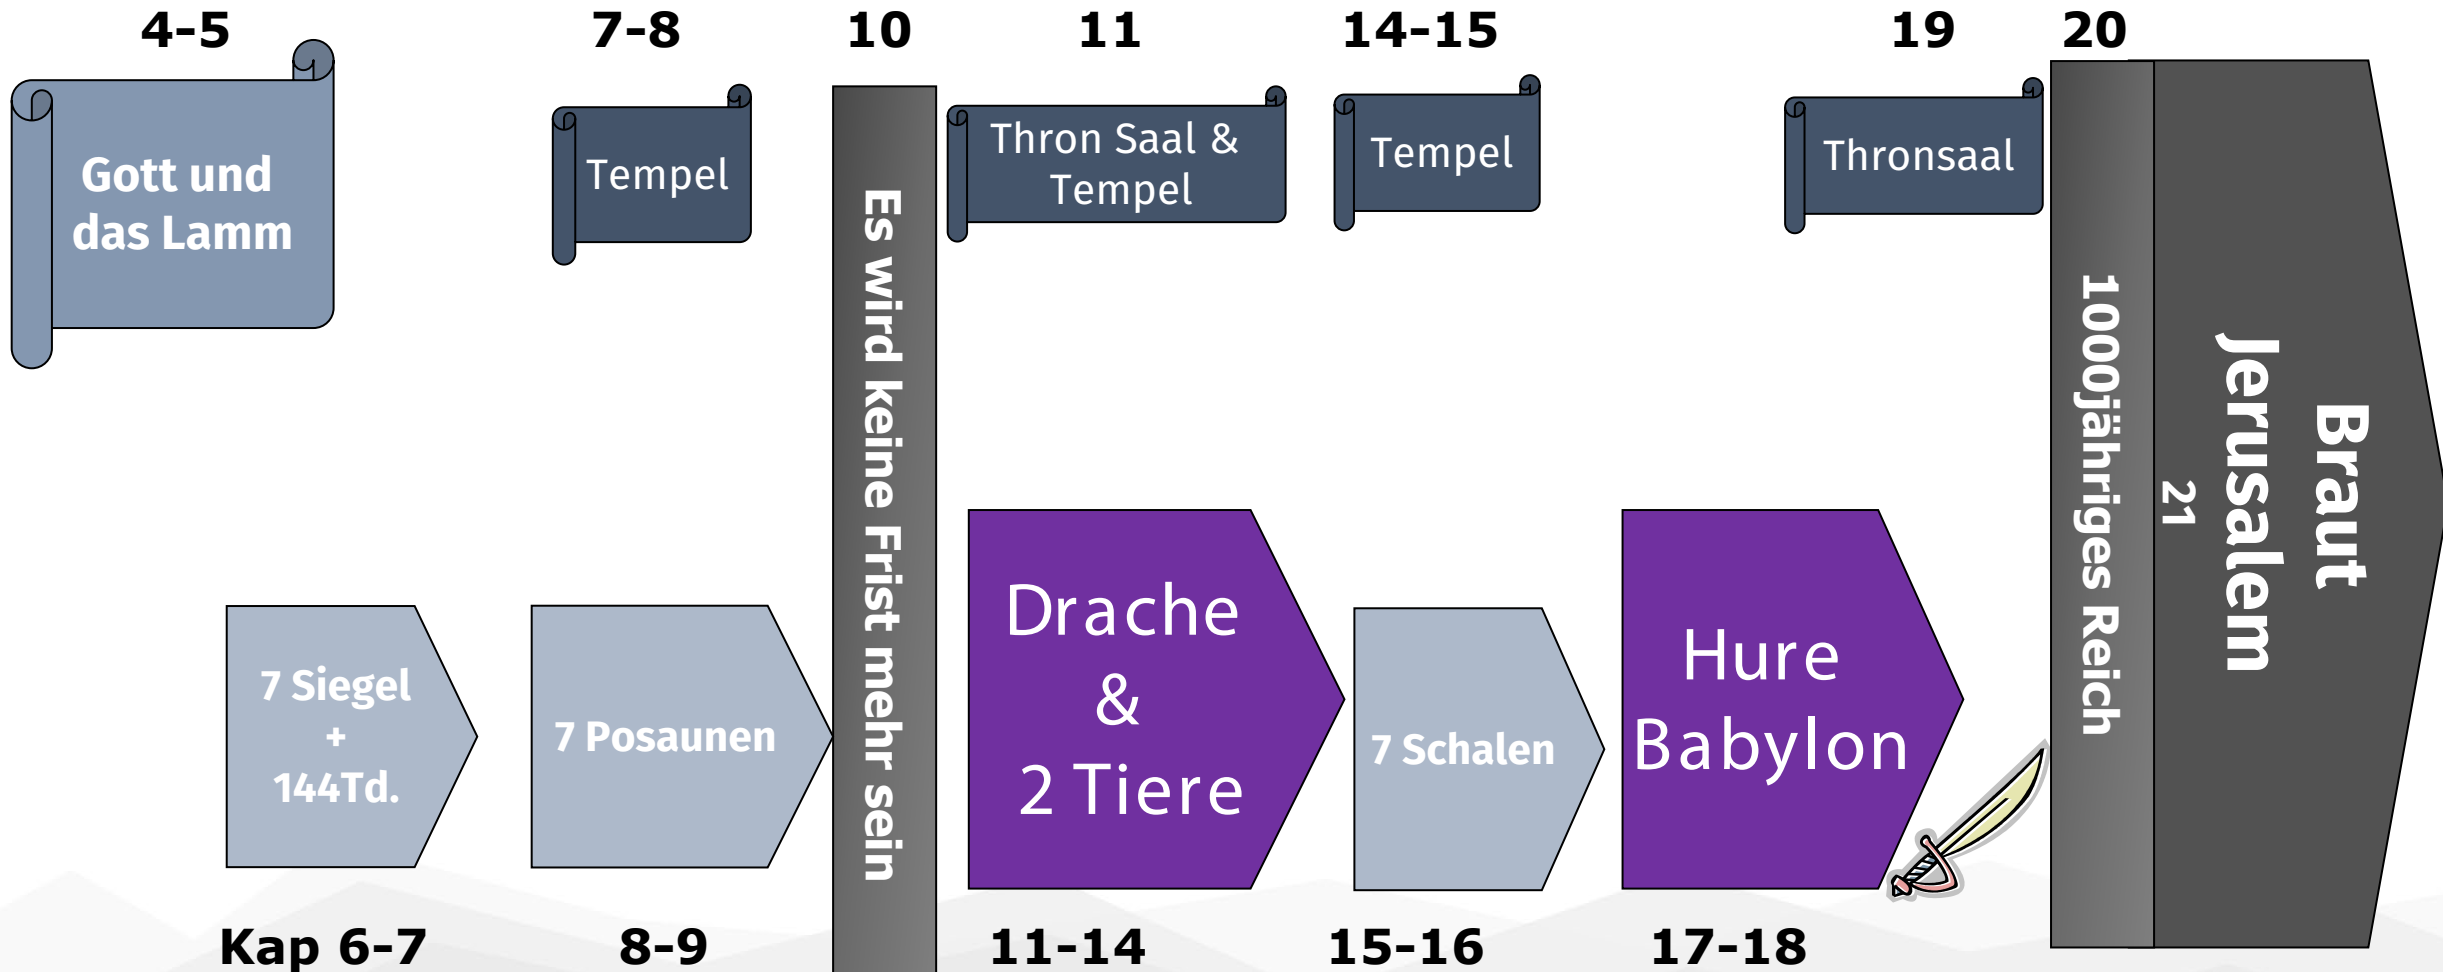 4-5
7-8
10
11
14-15
19
20
Gott und
das Lamm
Tempel
Thron Saal &
Tempel
Tempel
Thronsaal
Es wird keine Frist mehr sein
1000jähriges Reich
Braut
Jerusalem
21
7 Siegel
+
144Td.
7 Posaunen
Drache
&
2 Tiere
7 Schalen
Hure
Babylon
Kap 6-7
8-9
11-14
15-16
17-18